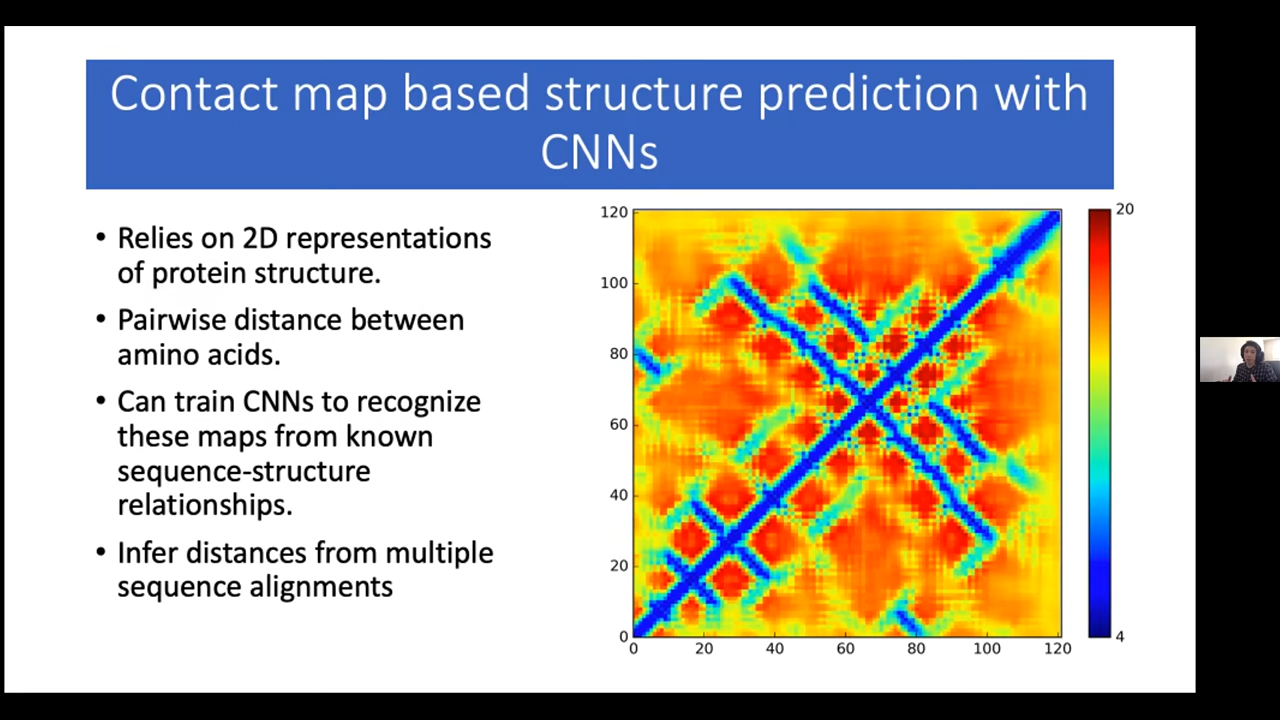 Contact map based structure prediction with
CNNs
• Relies on 2D representations
of protein structure.
• Pairwise distance between
amino acids.
• Can train CNNs to recognize
these maps from known
sequence-structure
relationships.
• Infer distances from multiple
sequence alignments
120
100
80
60
40
20
0
0 20 40 60 80 100 120
20
4